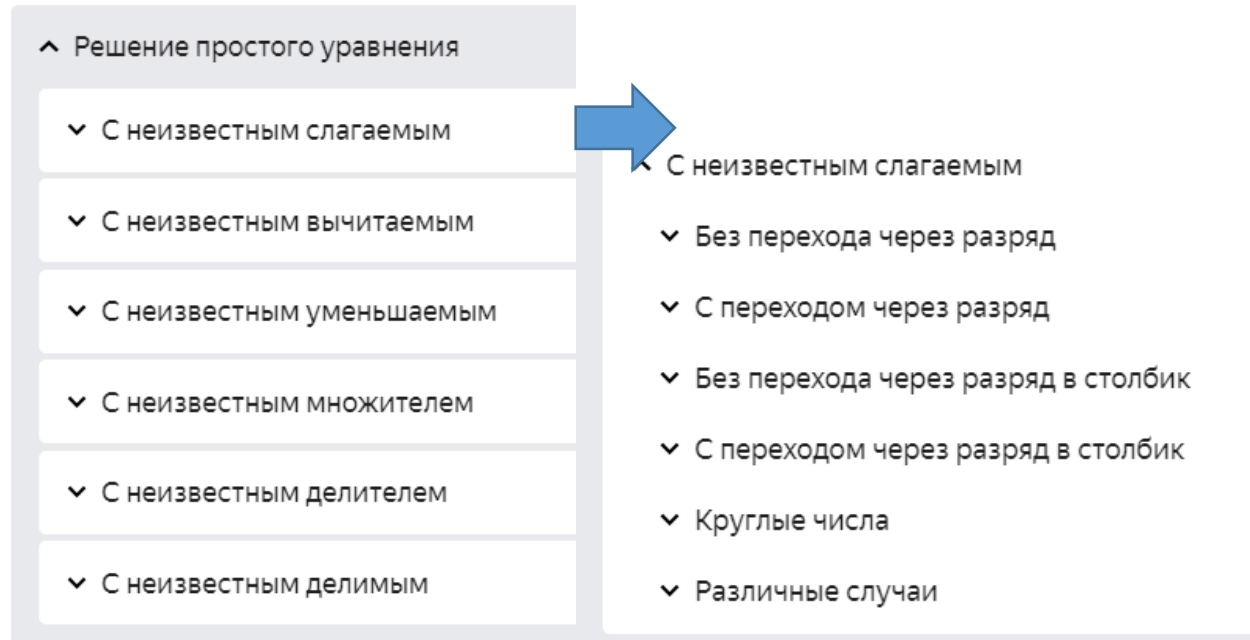 Решение простого уравнения
С неизвестным слагаемым
С неизвестным вычитаемым
С неизвестным уменьшаемым
С неизвестным множителем
С неизвестным делителем
С неизвестным делимым
С неизвестным слагаемым
Без перехода через разряд
С переходом через разряд
Без перехода через разряд в столбик
С переходом через разряд в столбик
Круглые числа
Различные случаи